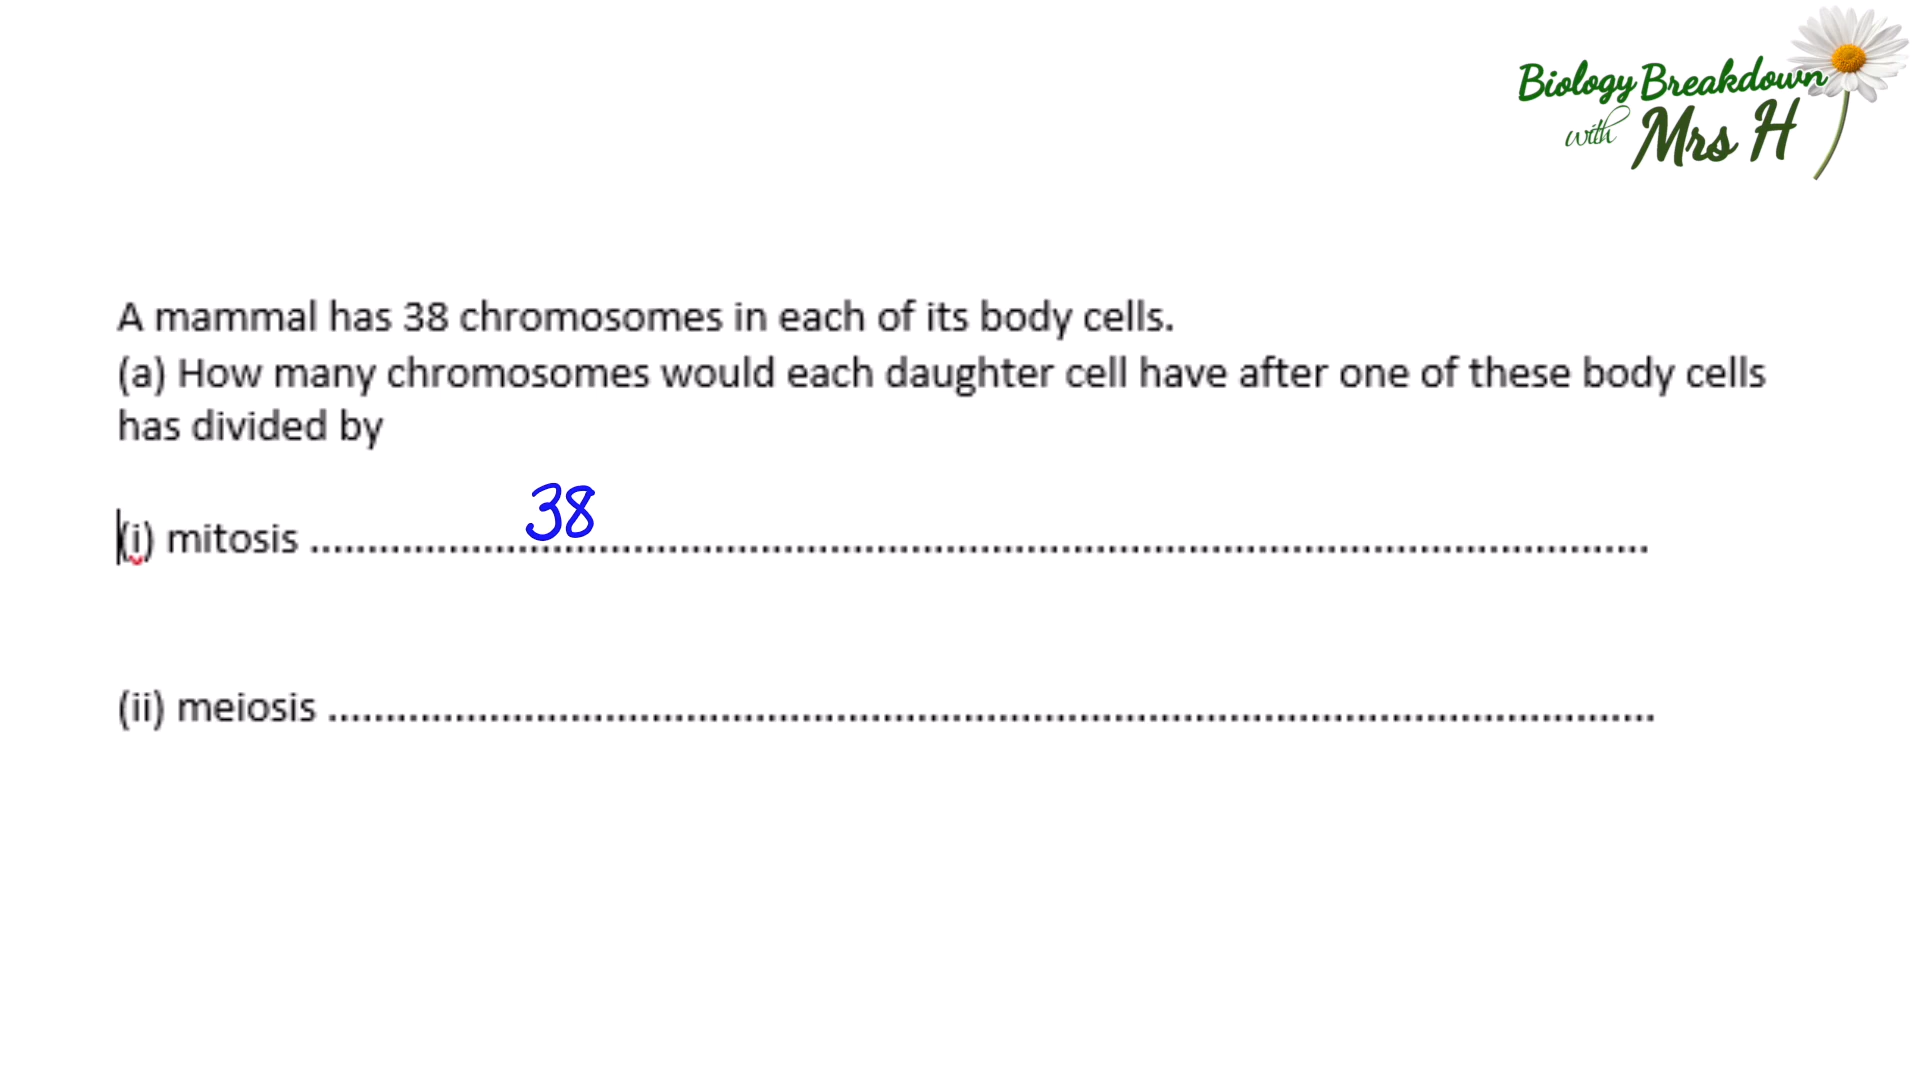 Biology Breakdown
with Mrs H
A mammal has 38 chromosomes in each of its body cells.
(a) How many chromosomes would each daughter cell have after one of these body cells
has divided by
38
(i) mitosis ....................................................................................................................
(ii) meiosis ...................................................................................................................